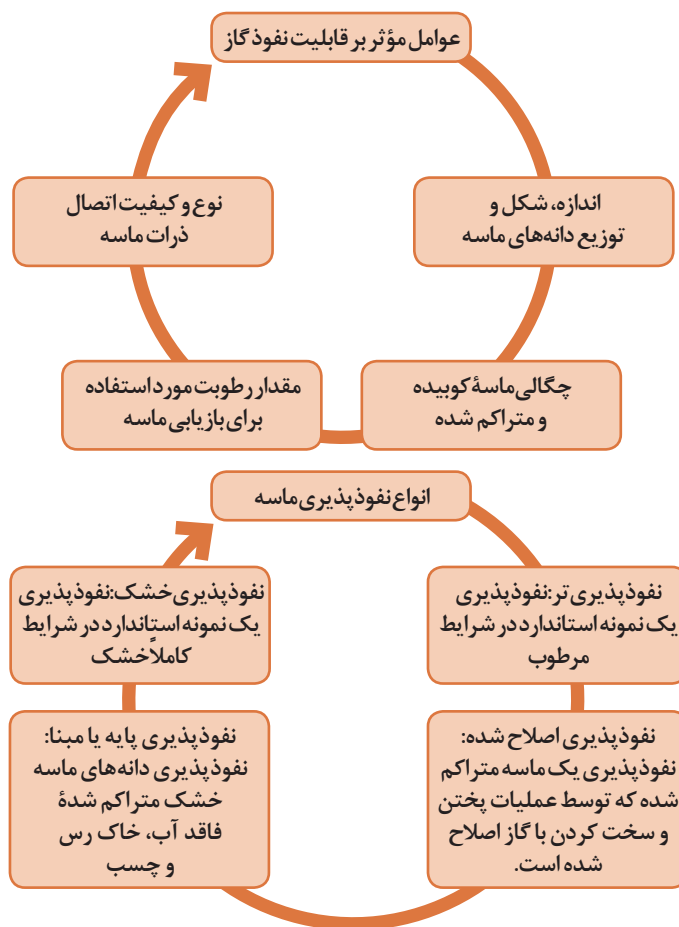 عوامل مؤثر بر قابلیت نفوذ گاز
اندازه، شکل و
توزیع دانه‌های ماسه
چگالی ماسهٔ کوبیده
و متراکم شده
مقدار رطوبت مورد استفاده
برای بازیابی ماسه
نوع و کیفیت اتصال
ذرات ماسه
انواع نفوذپذیری ماسه
نفوذپذیری تر: نفوذپذیری
یک نمونه استاندارد در شرایط
مرطوب
نفوذپذیری اصلاح شده:
نفوذپذیری یک ماسه متراکم
شده که توسط عملیات پختن
و سخت کردن با گاز اصلاح
شده است.
نفوذپذیری پایه یا مبنا:
نفوذپذیری دانه‌های ماسه
خشک متراکم شدهٔ
فاقد آب، خاک رس
و چسب
نفوذپذیری خشک: نفوذپذیری
یک نمونه استاندارد در شرایط
کاملاً خشک